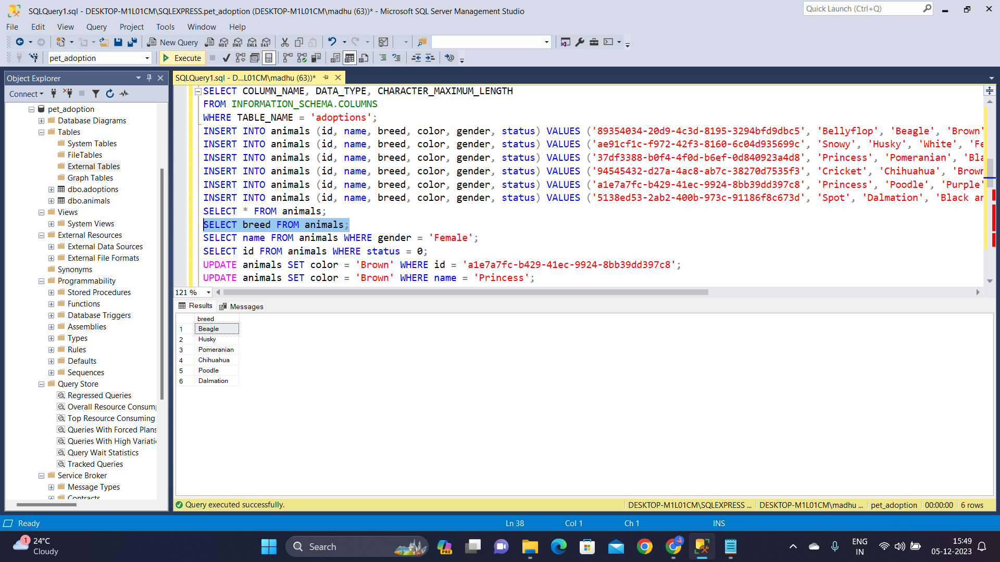 SQLQuery1.sql - DESKTOP-M1L01CM\SQLEXPRESS.pet_adoption (DESKTOP-M1L01CM\madhu (63))* - Microsoft SQL Server Management Studio
Quick Launch (Ctrl+Q)
File Edit View Query Project Tools Window Help
New Query MDX DMX XMLA DAX
pet_adoption Execute
Object Explorer
SQLQuery1.sql - D...L01CM\madhu (63))*
Connect
pet_adoption
Database Diagrams
Tables
System Tables
FileTables
External Tables
Graph Tables
dbo.adoptions
dbo.animals
Views
System Views
External Resources
External Data Sources
External File Formats
Synonyms
Programmability
Stored Procedures
Functions
Database Triggers
Assemblies
Types
Rules
Defaults
Sequences
Query Store
Regressed Queries
Overall Resource Consum
Top Resource Consuming
Queries With Forced Plans
Queries With High Variati
Query Wait Statistics
Tracked Queries
Service Broker
Message Types
Contracts
SELECT COLUMN_NAME, DATA_TYPE, CHARACTER_MAXIMUM_LENGTH
FROM INFORMATION_SCHEMA.COLUMNS
WHERE TABLE_NAME = 'adoptions';
INSERT INTO animals (id, name, breed, color, gender, status) VALUES ('89354034-20d9-4c3d-8195-3294bfd9dbc5', 'Bellyflop', 'Beagle', 'Brown'
INSERT INTO animals (id, name, breed, color, gender, status) VALUES ('ae91cf1c-f972-42f3-8160-6c04d935699c', 'Snowy', 'Husky', 'White', 'Fe
INSERT INTO animals (id, name, breed, color, gender, status) VALUES ('37df3388-b0f4-4f0d-b6ef-0d840923a4d8', 'Princess', 'Pomeranian', 'Bla
INSERT INTO animals (id, name, breed, color, gender, status) VALUES ('94545432-d27a-4ac8-ab7c-38270d7535f3', 'Cricket', 'Chihuahua', 'Brown
INSERT INTO animals (id, name, breed, color, gender, status) VALUES ('a1e7a7fc-b429-41ec-9924-8bb39dd397c8', 'Princess', 'Poodle', 'Purple'
INSERT INTO animals (id, name, breed, color, gender, status) VALUES ('5138ed53-2ab2-400b-973c-91186f8c673d', 'Spot', 'Dalmation', 'Black an
SELECT * FROM animals;
SELECT breed FROM animals;
SELECT name FROM animals WHERE gender = 'Female';
SELECT id FROM animals WHERE status = 0;
UPDATE animals SET color = 'Brown' WHERE id = 'a1e7a7fc-b429-41ec-9924-8bb39dd397c8';
UPDATE animals SET color = 'Brown' WHERE name = 'Princess';
121 %
Results Messages
breed
1 Beagle
2 Husky
3 Pomeranian
4 Chihuahua
5 Poodle
6 Dalmation
Query executed successfully. DESKTOP-M1L01CM\SQLEXPRESS ... DESKTOP-M1L01CM\madhu ... pet_adoption 00:00:00 6 rows
Ready Ln 38 Col 1 Ch 1 INS
1 24°C
Cloudy
Search
PRE
ENG
IN
15:49
05-12-2023